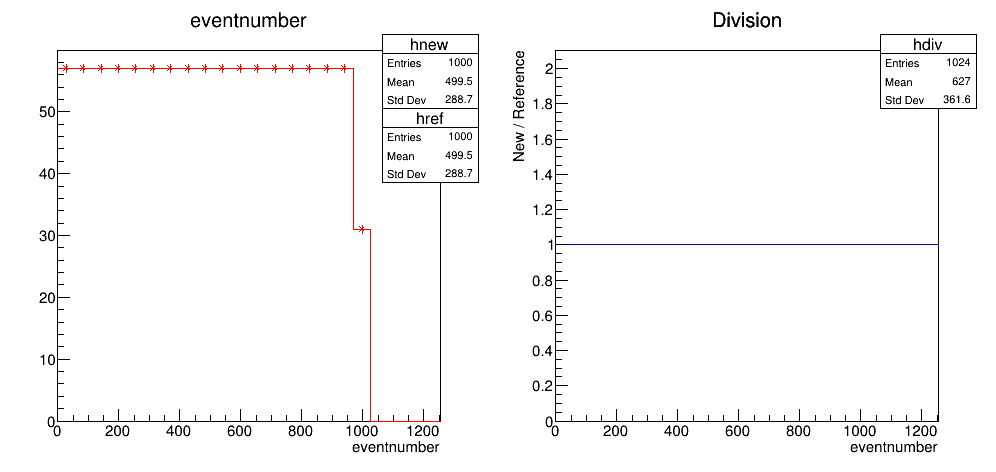 eventnumber
hnew
Entries 1000
Mean 499.5
Std Dev 288.7
href
Entries 1000
Mean 499.5
Std Dev 288.7
50
40
30
20
10
0
0 200 400 600 800 1000 1200
eventnumber
Division
hdiv
Entries 1024
Mean 627
Std Dev 361.6
New / Reference
2
1.8
1.6
1.4
1.2
1
0.8
0.6
0.4
0.2
0
0 200 400 600 800 1000 1200
eventnumber